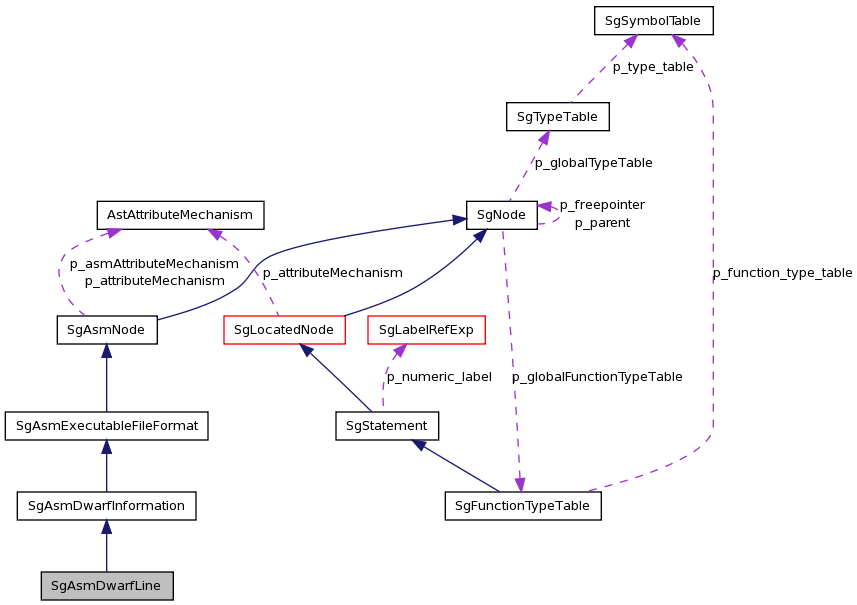 SgSymbolTable
p_type_table
SgTypeTable
p_globalTypeTable
AstAttributeMechanism
SgNode
p_freepointer
p_parent
p_asmAttributeMechanism
p_attributeMechanism
p_attributeMechanism
p_function_type_table
SgAsmNode
SgLocatedNode
SgLabelRefExp
p_numeric_label
p_globalFunctionTypeTable
SgAsmExecutableFileFormat
SgStatement
SgAsmDwarfInformation
SgFunctionTypeTable
SgAsmDwarfLine